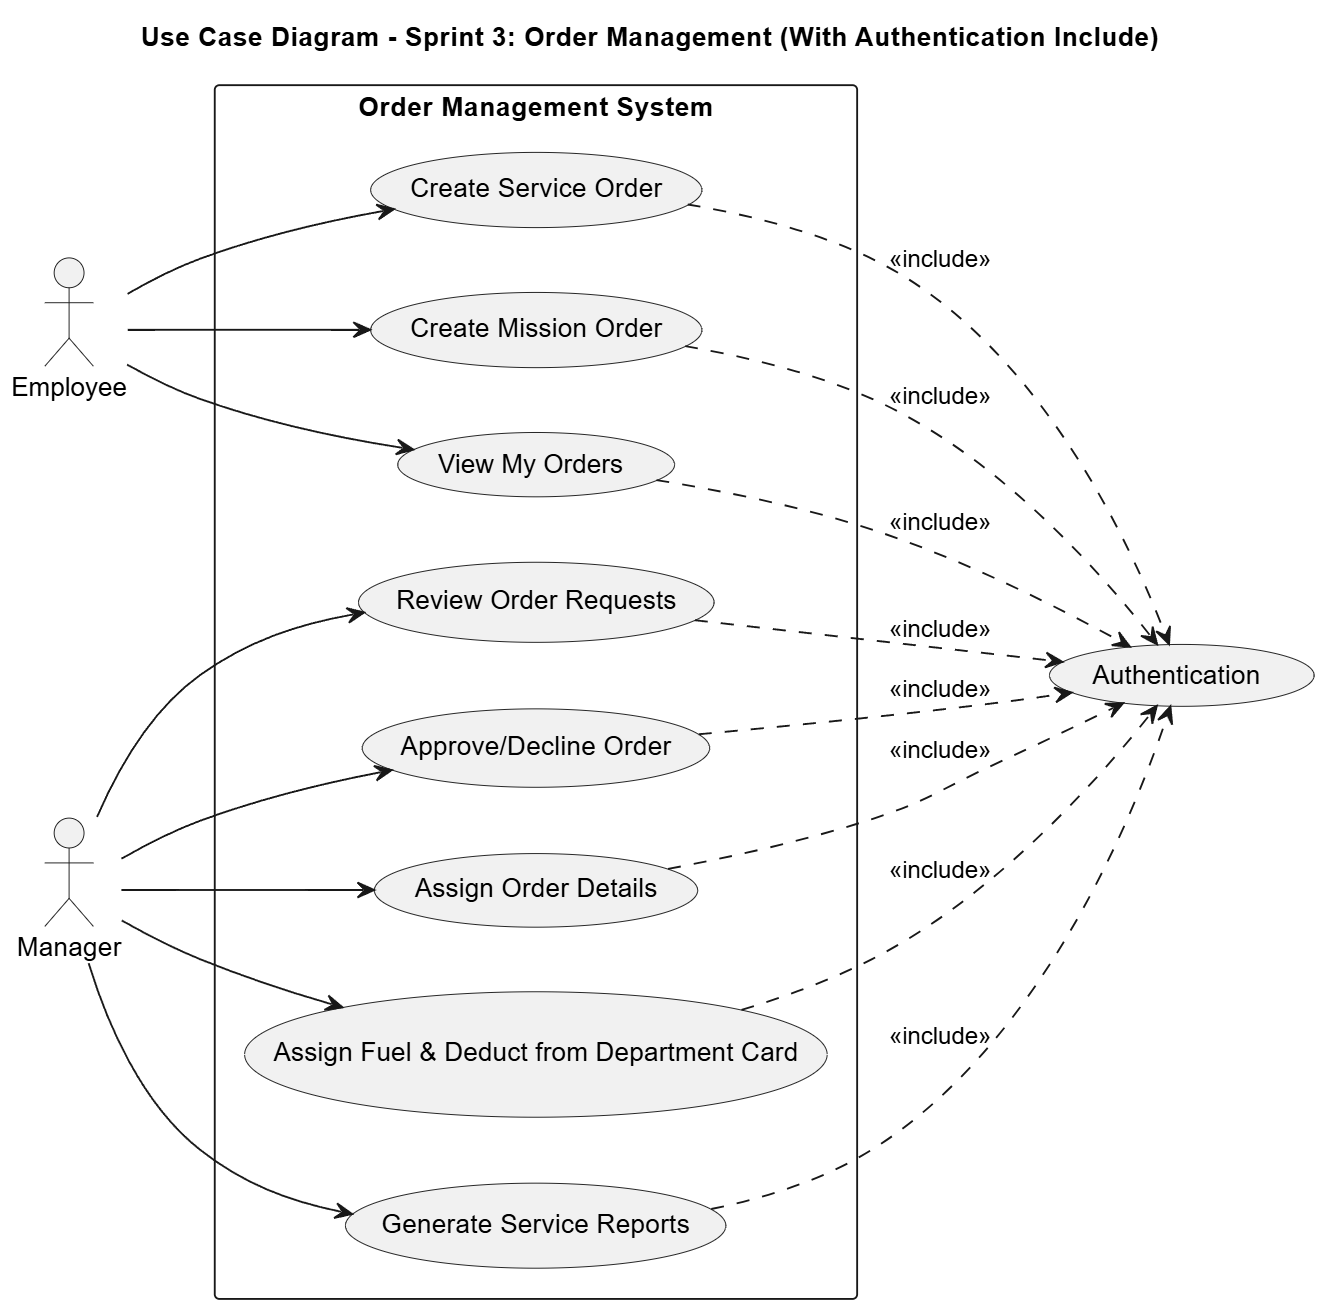 Use Case Diagram - Sprint 3: Order Management (With Authentication Include)
Order Management System
Create Service Order
«include»
Create Mission Order
Employee
«include»
View My Orders
«include»
Review Order Requests
«include»
Authentication
«include»
Approve/Decline Order
«include»
Assign Order Details
«include»
Manager
Assign Fuel & Deduct from Department Card
«include»
Generate Service Reports